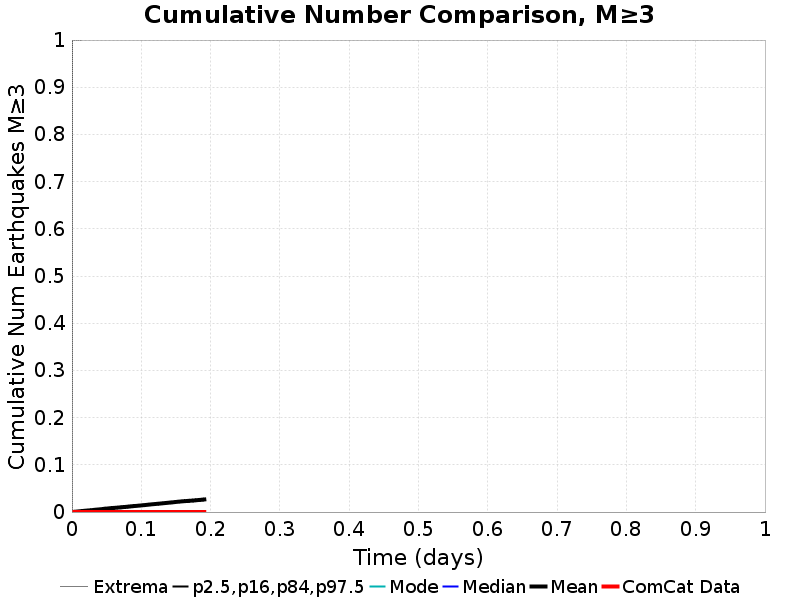 Cumulative Number Comparison, M≥3
Cumulative Num Earthquakes M≥3
1
0.9
0.8
0.7
0.6
0.5
0.4
0.3
0.2
0.1
0
0 0.1 0.2 0.3 0.4 0.5 0.6 0.7 0.8 0.9 1
Time (days)
Extrema p2.5,p16,p84,p97.5 Mode Median Mean ComCat Data